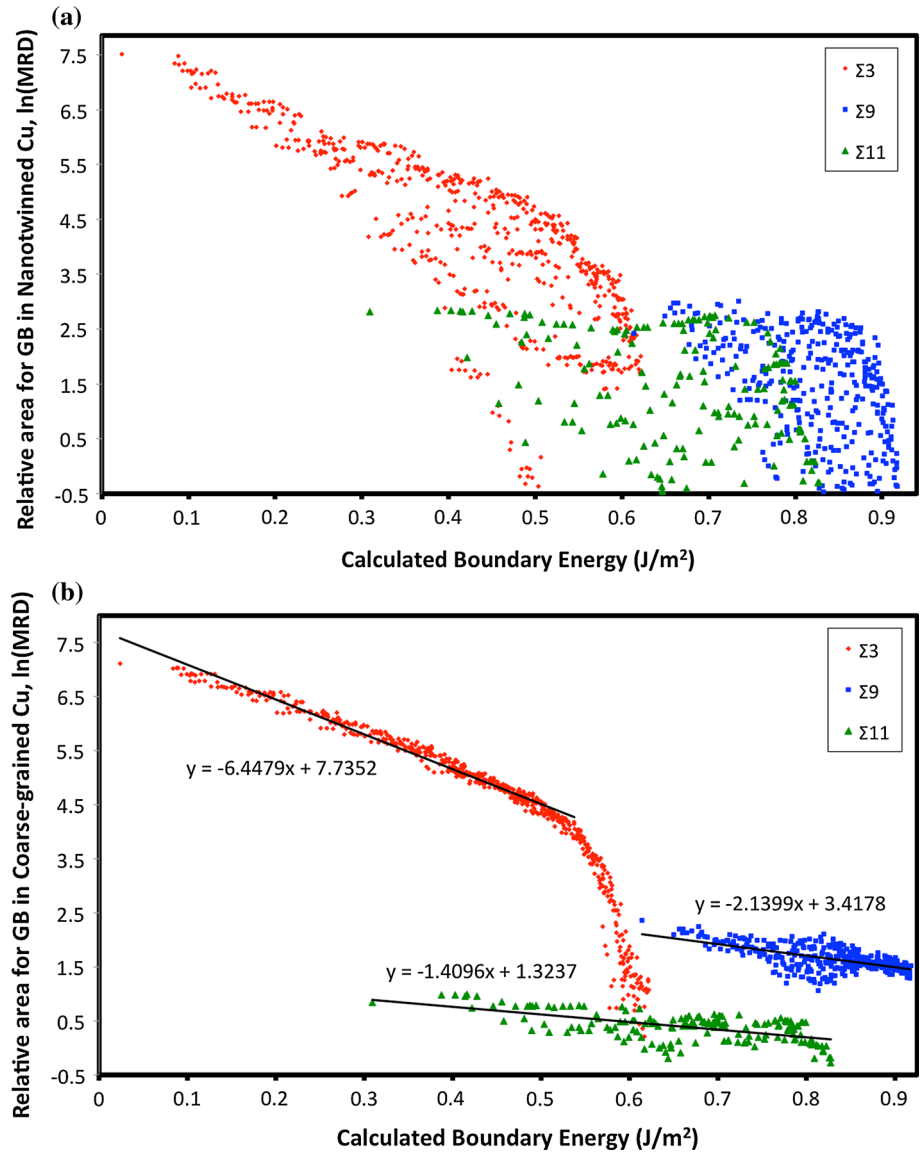 (a)
Relative area for GB in Nanotwinned Cu, ln(MRD)
7.5
6.5
5.5
4.5
3.5
2.5
1.5
0.5
-0.5
0 0.1 0.2 0.3 0.4 0.5 0.6 0.7 0.8 0.9
Calculated Boundary Energy (J/m²)
Σ3
Σ9
Σ11
(b)
Relative area for GB in Coarse-grained Cu, ln(MRD)
7.5
6.5
5.5
4.5
3.5
2.5
1.5
0.5
-0.5
0 0.1 0.2 0.3 0.4 0.5 0.6 0.7 0.8 0.9
Calculated Boundary Energy (J/m²)
Σ3
Σ9
Σ11
y = -6.4479x + 7.7352
y = -2.1399x + 3.4178
y = -1.4096x + 1.3237